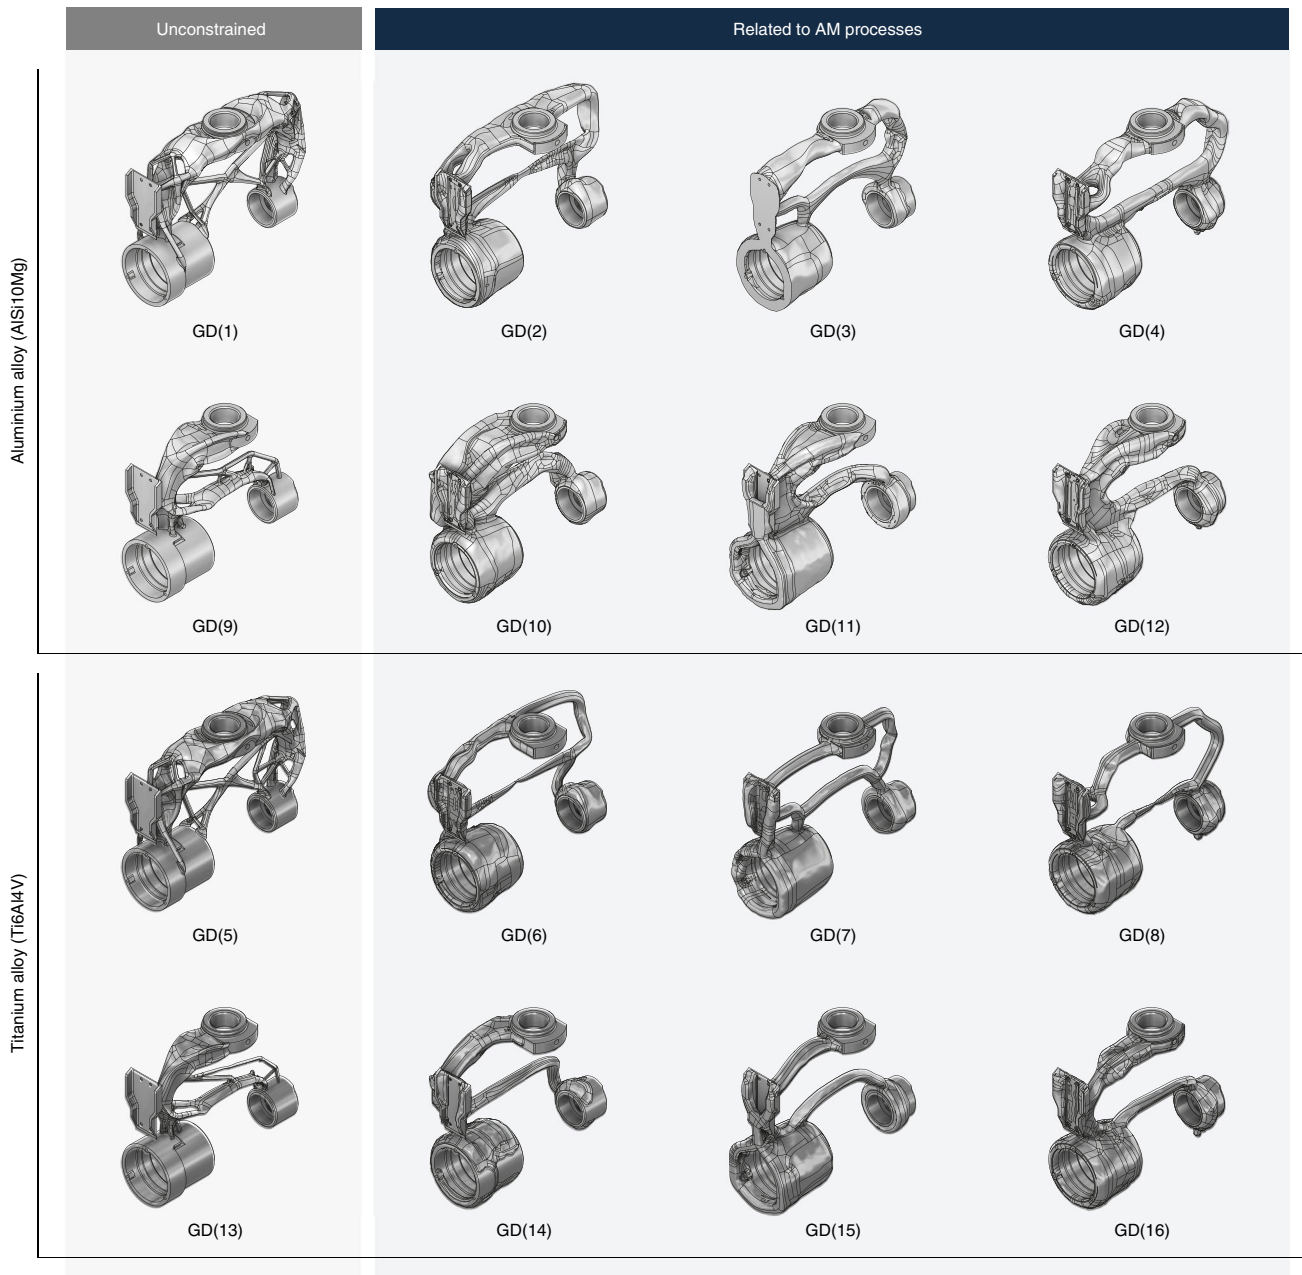 Unconstrained
Related to AM processes
Aluminium alloy (AlSi10Mg)
GD(1)
GD(2)
GD(3)
GD(4)
GD(9)
GD(10)
GD(11)
GD(12)
Titanium alloy (Ti6Al4V)
GD(5)
GD(6)
GD(7)
GD(8)
GD(13)
GD(14)
GD(15)
GD(16)